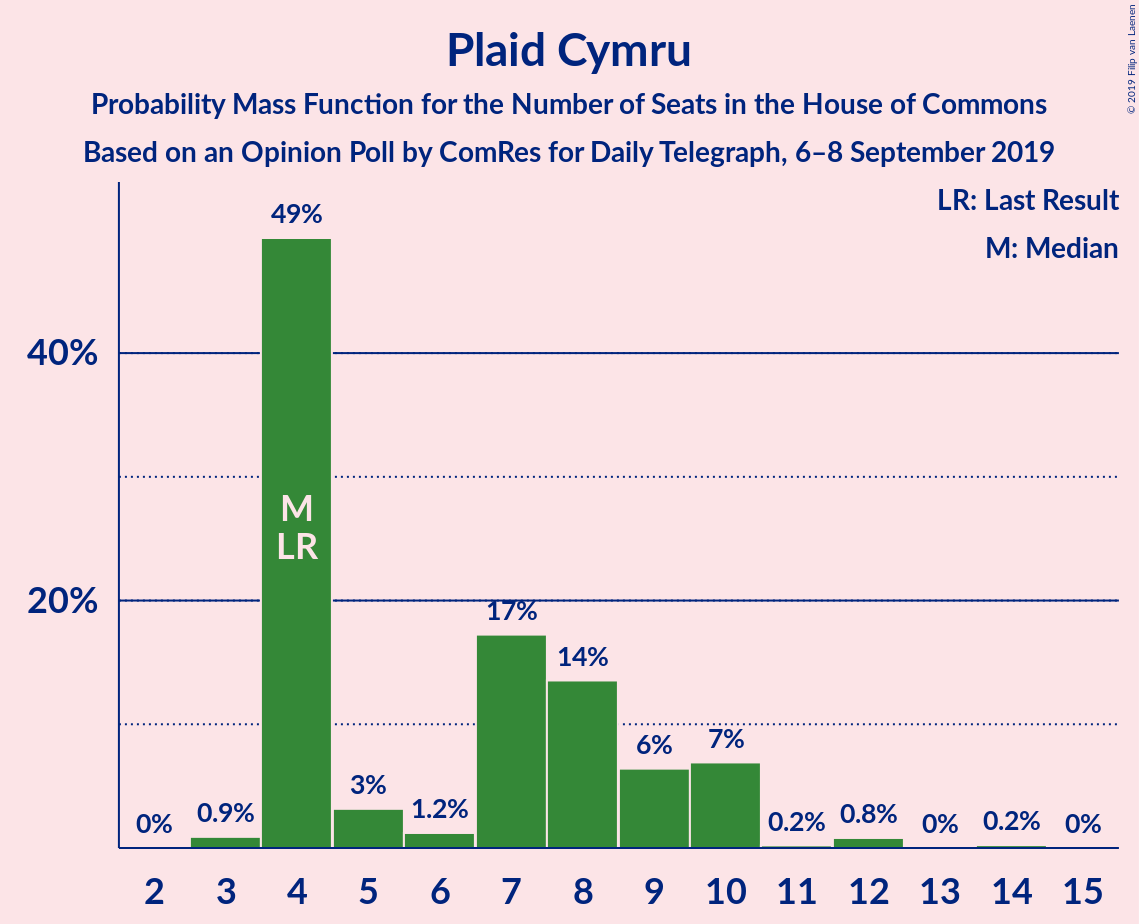 Plaid Cymru
Probability Mass Function for the Number of Seats in the House of Commons
Based on an Opinion Poll by ComRes for Daily Telegraph, 6–8 September 2019
© 2019 Filip van Laenen
LR: Last Result
M: Median
40%
20%
0%
0.9%
49%
3%
1.2%
17%
14%
6%
7%
0.2%
0.8%
0%
0.2%
0%
M
LR
2 3 4 5 6 7 8 9 10 11 12 13 14 15